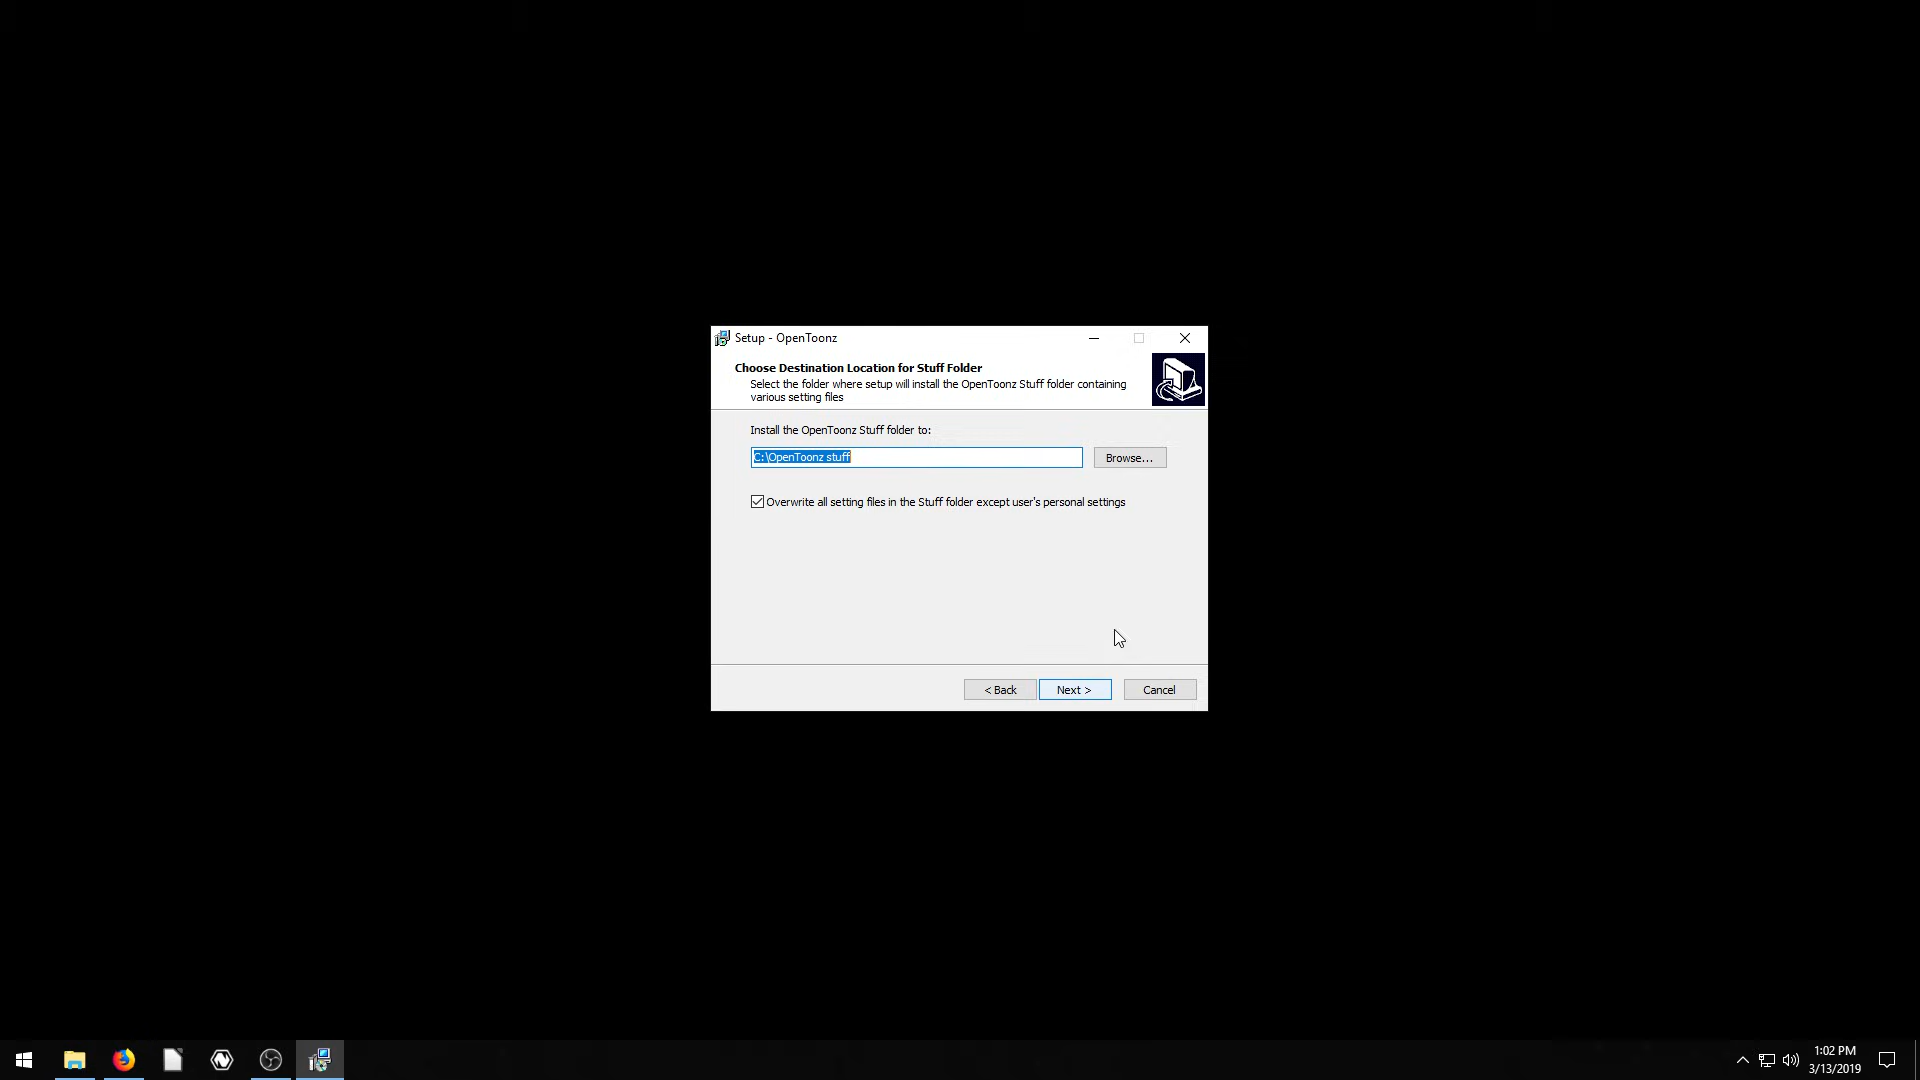 Setup - OpenToonz
Choose Destination Location for Stuff Folder
Select the folder where setup will install the OpenToonz Stuff folder containing
various setting files
Install the OpenToonz Stuff folder to:
C:\OpenToonz stuff
Browse...
Overwrite all setting files in the Stuff folder except user's personal settings
< Back
Next >
Cancel
1:02 PM
3/13/2019